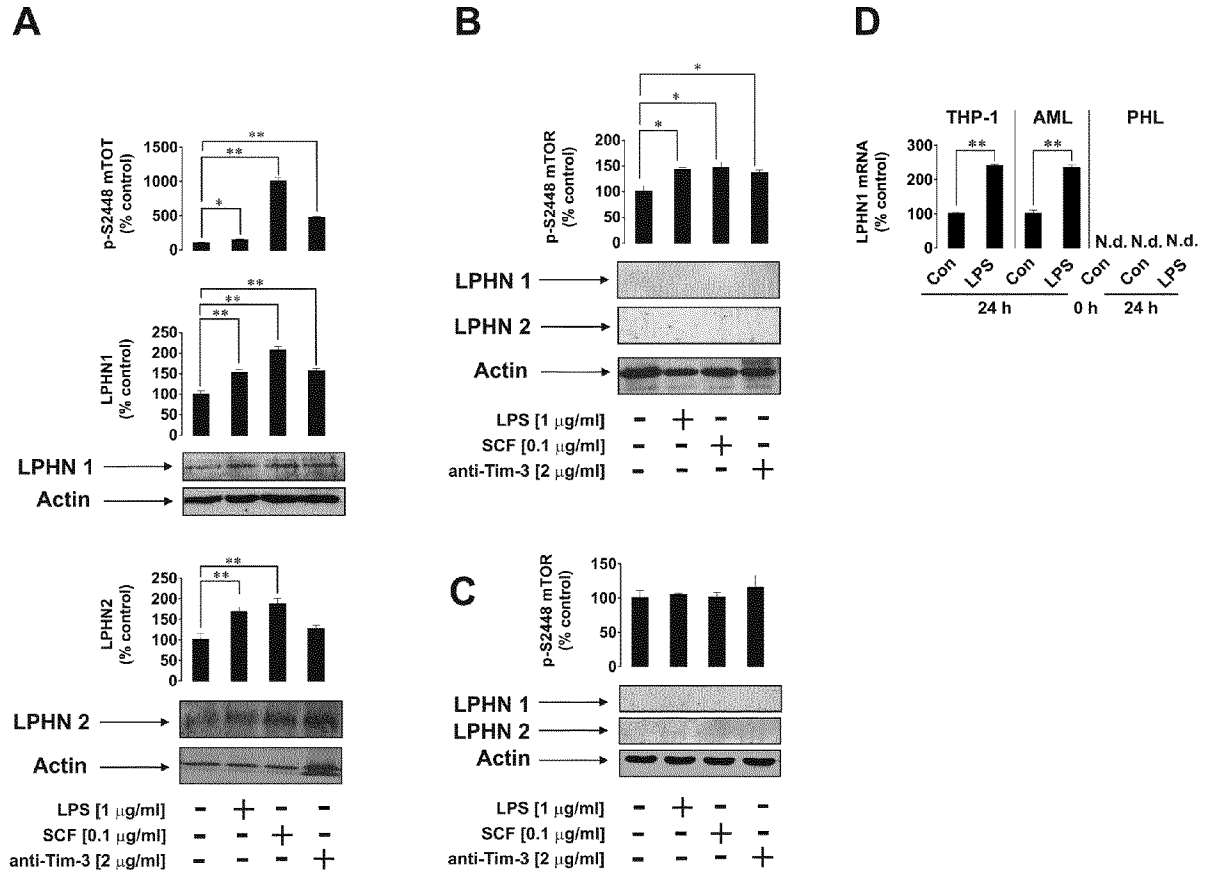 A
p-S2448 mTOT
(% control)
1500
1000
500
0
*
**
**
LPHN1
(% control)
250
200
150
100
50
0
**
**
**
LPHN 1
Actin
LPHN2
(% control)
250
200
150
100
50
0
**
**
LPHN 2
Actin
LPS [1 µg/ml] - + - -
SCF [0.1 µg/ml] - - + -
anti-Tim-3 [2 µg/ml] - - - +
B
p-S2448 mTOR
(% control)
200
150
100
50
0
*
*
*
LPHN 1
LPHN 2
Actin
LPS [1 µg/ml] - + - -
SCF [0.1 µg/ml] - - + -
anti-Tim-3 [2 µg/ml] - - - +
C
p-S2448 mTOR
(% control)
150
100
50
0
LPHN 1
LPHN 2
Actin
LPS [1 µg/ml] - + - -
SCF [0.1 µg/ml] - - + -
anti-Tim-3 [2 µg/ml] - - - +
D
THP-1 AML PHL
LPHN1 mRNA
(% control)
300
200
100
0
** **
N.d. N.d. N.d.
Con LPS Con LPS Con Con LPS
24 h 0 h 24 h